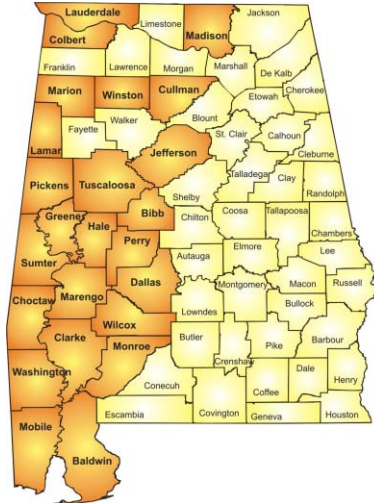 Lauderdale
Limestone
Madison
Jackson
Colbert
Franklin
Lawrence
Morgan
Marshall
De Kalb
Marion
Winston
Cullman
Etowah
Cherokee
Blount
Walker
Fayette
Lamar
Jefferson
St. Clair
Calhoun
Cleburne
Talladega
Clay
Randolph
Pickens
Tuscaloosa
Shelby
Bibb
Chilton
Coosa
Tallapoosa
Chambers
Greene
Hale
Perry
Autauga
Elmore
Lee
Sumter
Dallas
Montgomery
Macon
Russell
Choctaw
Marengo
Lowndes
Bullock
Wilcox
Clarke
Monroe
Butler
Crenshaw
Pike
Barbour
Washington
Conecuh
Coffee
Dale
Henry
Mobile
Escambia
Covington
Geneva
Houston
Baldwin